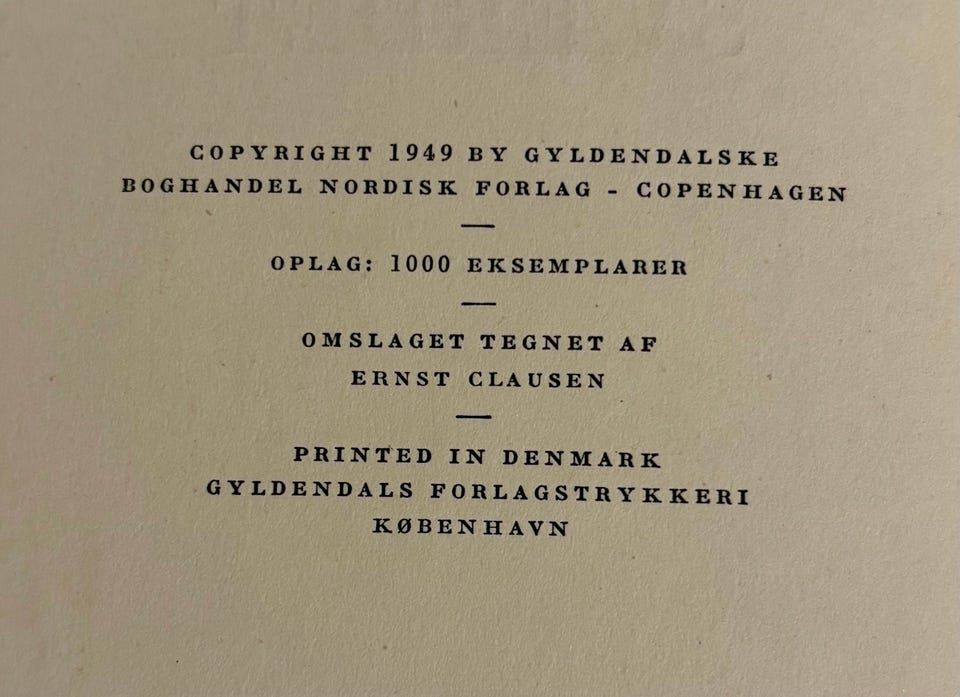 COPYRIGHT 1949 BY GYLDENDALSKE
BOGHANDEL NORDISK FORLAG - COPENHAGEN
—
OPLAG: 1000 EKSEMPLARER
—
OMSLAGET TEGNET AF
ERNST CLAUSEN
—
PRINTED IN DENMARK
GYLDENDALS FORLAGSTRYKKERI
KØBENHAVN